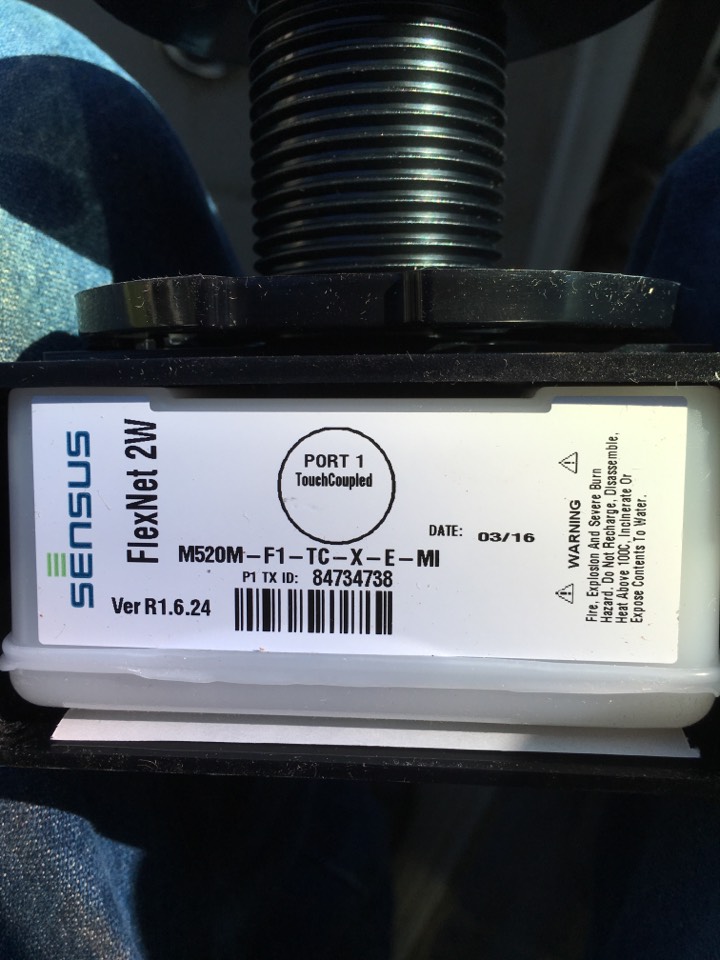 SENSUS
FlexNet 2W
PORT 1
TouchCoupled
DATE: 03/16
M520M-F1-TC-X-E-MI
P1 TX ID: 84734738
Ver R1.6.24
WARNING
Fire, Explosion And Severe Burn
Hazard. Do Not Recharge, Disassemble,
Heat Above 100C, Incinerate Or
Expose Contents To Water.